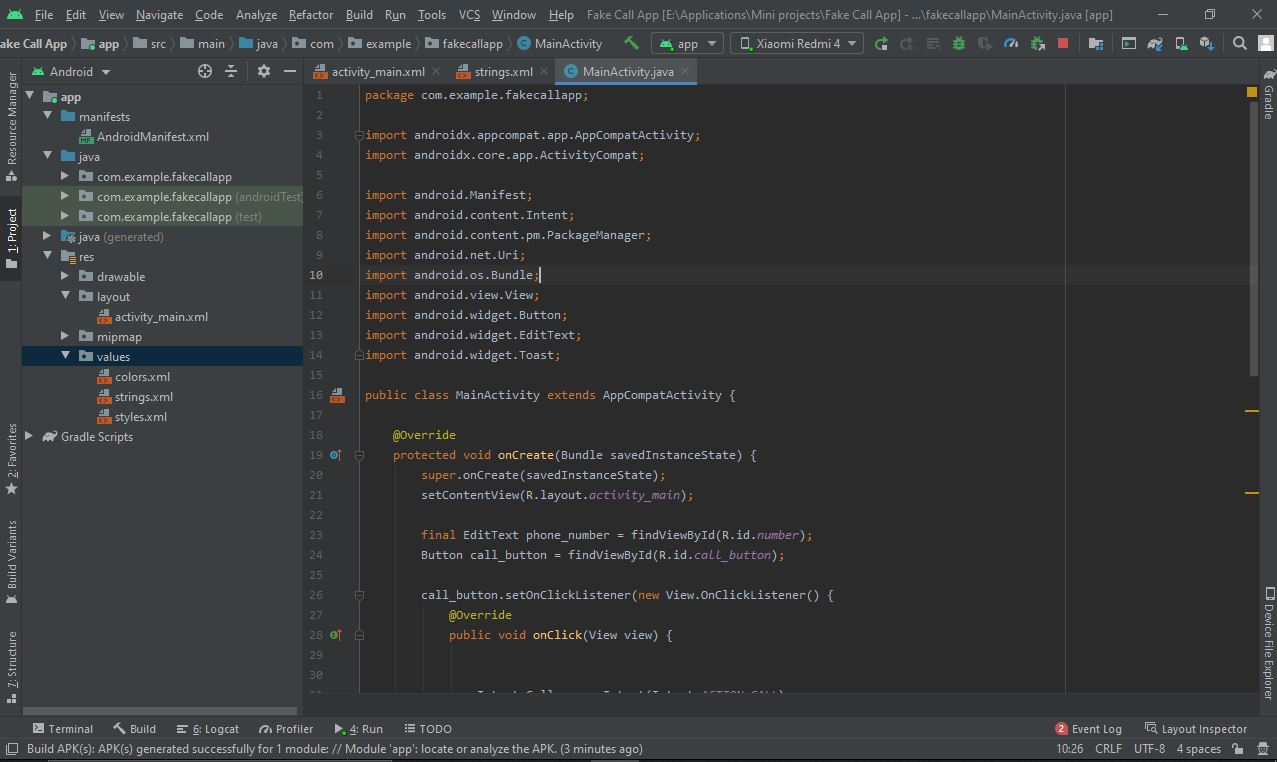 File Edit View Navigate Code Analyze Refactor Build Run Tools VCS Window Help Fake Call App [E:\Applications\Mini projects\Fake Call App] - ...\fakecallapp\MainActivity.java [app]
ake Call App app src main java com example fakecallapp MainActivity app Xiaomi Redmi 4
Android
activity_main.xml strings.xml MainActivity.java
Resource Manager
1: Project
2: Favorites
Build Variants
7: Structure
app
manifests
AndroidManifest.xml
java
com.example.fakecallapp
com.example.fakecallapp (androidTest)
com.example.fakecallapp (test)
java (generated)
res
drawable
layout
activity_main.xml
mipmap
values
colors.xml
strings.xml
styles.xml
Gradle Scripts
1 package com.example.fakecallapp;
2
3 import androidx.appcompat.app.AppCompatActivity;
4 import androidx.core.app.ActivityCompat;
5
6 import android.Manifest;
7 import android.content.Intent;
8 import android.content.pm.PackageManager;
9 import android.net.Uri;
10 import android.os.Bundle;
11 import android.view.View;
12 import android.widget.Button;
13 import android.widget.EditText;
14 import android.widget.Toast;
15
16 public class MainActivity extends AppCompatActivity {
17
18 @Override
19 protected void onCreate(Bundle savedInstanceState) {
20 super.onCreate(savedInstanceState);
21 setContentView(R.layout.activity_main);
22
23 final EditText phone_number = findViewById(R.id.number);
24 Button call_button = findViewById(R.id.call_button);
25
26 call_button.setOnClickListener(new View.OnClickListener() {
27 @Override
28 public void onClick(View view) {
29
30
Gradle
Device File Explorer
Terminal Build 6: Logcat Profiler 4: Run TODO 2 Event Log Layout Inspector
Build APK(s): APK(s) generated successfully for 1 module: // Module 'app': locate or analyze the APK. (3 minutes ago) 10:26 CRLF UTF-8 4 spaces